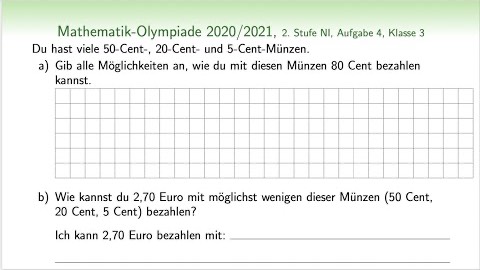 Mathematik-Olympiade 2020/2021, 2. Stufe NI, Aufgabe 4, Klasse 3
Du hast viele 50-Cent-, 20-Cent- und 5-Cent-Münzen.
a) Gib alle Möglichkeiten an, wie du mit diesen Münzen 80 Cent bezahlen
kannst.
b) Wie kannst du 2,70 Euro mit möglichst wenigen dieser Münzen (50 Cent,
20 Cent, 5 Cent) bezahlen?
Ich kann 2,70 Euro bezahlen mit: